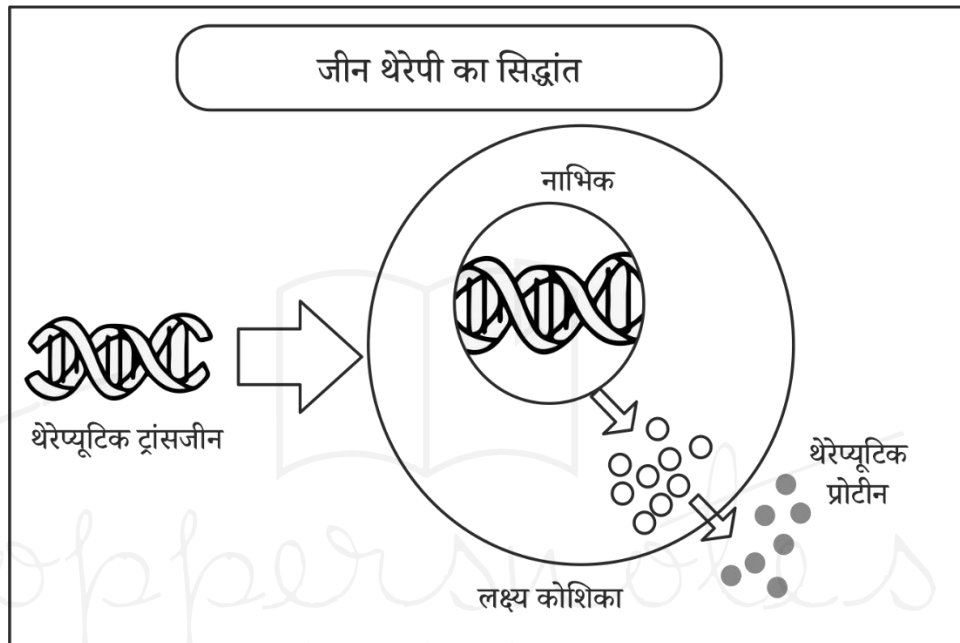 जीन थेरेपी का सिद्धांत
नाभिक
थेरेप्यूटिक ट्रांसजीन
थेरेप्यूटिक
प्रोटीन
लक्ष्य कोशिका